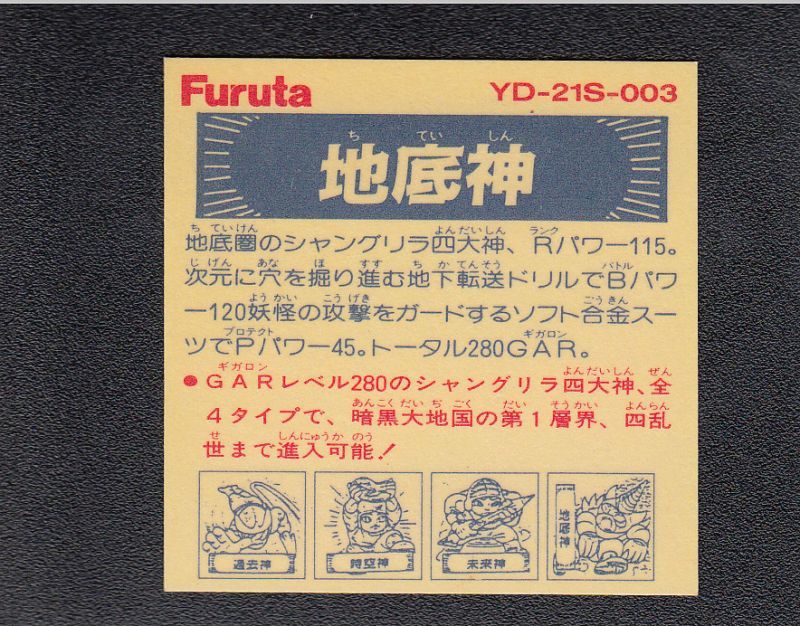 Furuta
YD-21S-003
ち てい しん
地底神
ち ていけん よんだいしん ランク
地底圏のシャングリラ四大神、Rパワー115。
じ げん あな ほ すす ち か てんそう バトル
次元に穴を掘り進む地下転送ドリルでBパワ
よう かい こう げき ごうきん
ー120妖怪の攻撃をガードするソフト合金スー
プロテクト ギガロン
ツでPパワー45。トータル280GAR。
ギガロン よんだいしん ぜん
●GARレベル280のシャングリラ四大神、全
あんこくだい ぢ ごく だい そうかい よんらん
4タイプで、暗黒大地国の第1層界、四乱
せ しんにゅうか のう
世まで進入可能!
過去神
時空神
未来神
地底神